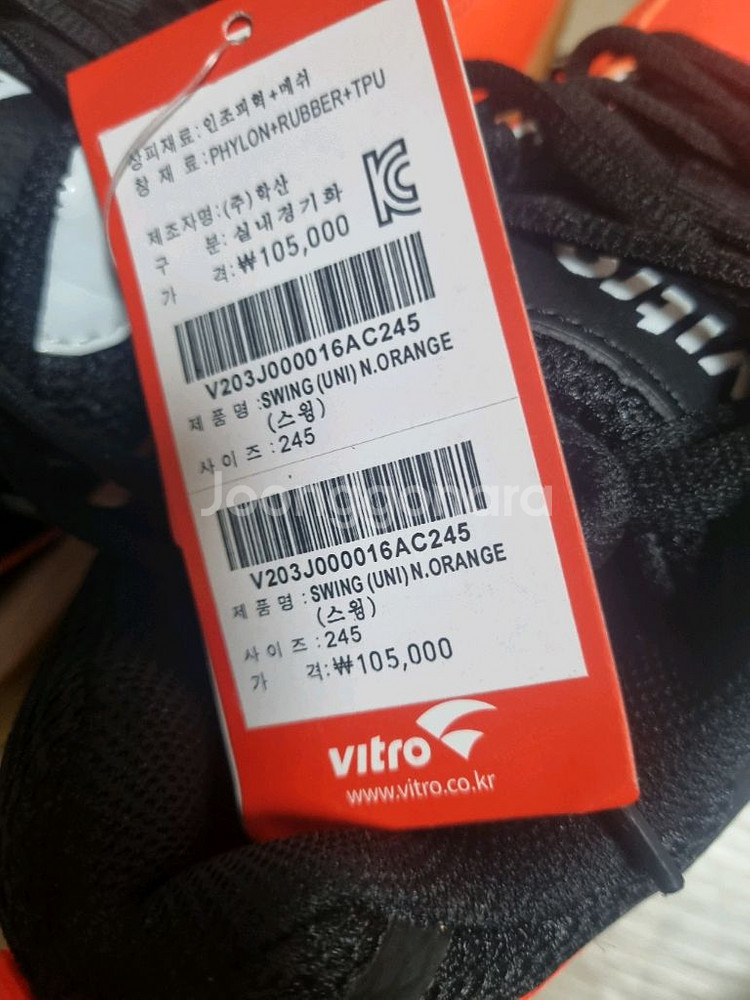 상피재료:인조피혁+메쉬
창 재 료:PHYLON+RUBBER+TPU
제조자명:(주)학산
구 분:실내경기화
가 격:₩105,000
KC
V203J000016AC245
제 품 명 :SWING (UNI) N.ORANGE
(스윙)
사 이 즈 :245
V203J000016AC245
제 품 명 :SWING (UNI) N.ORANGE
(스윙)
사 이 즈 :245
가 격:₩105,000
vitro
www.vitro.co.kr
vitro
Joonggonara